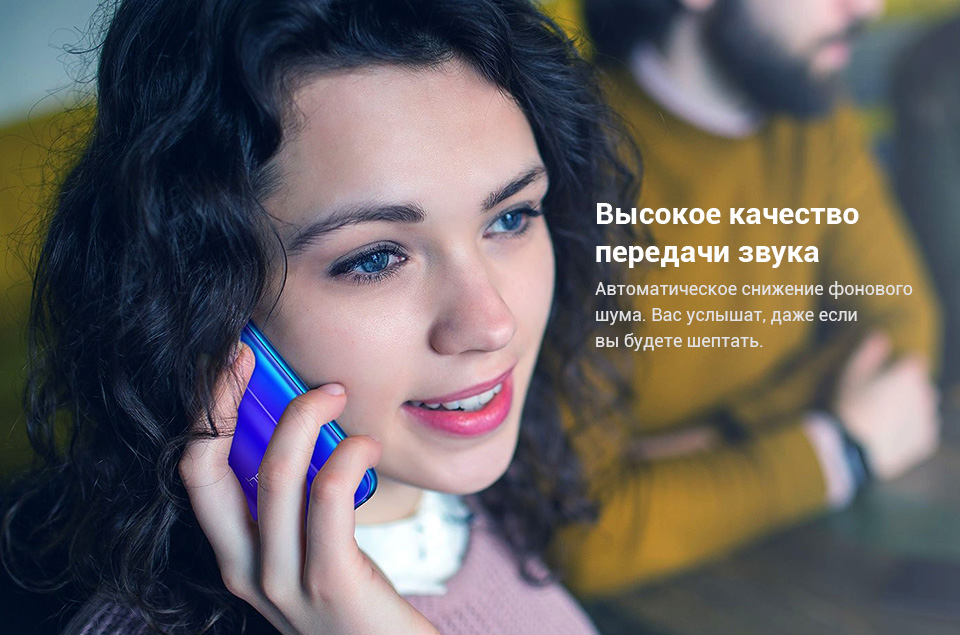 Высокое качество
передачи звука
Автоматическое снижение фонового
шума. Вас услышат, даже если
вы будете шептать.